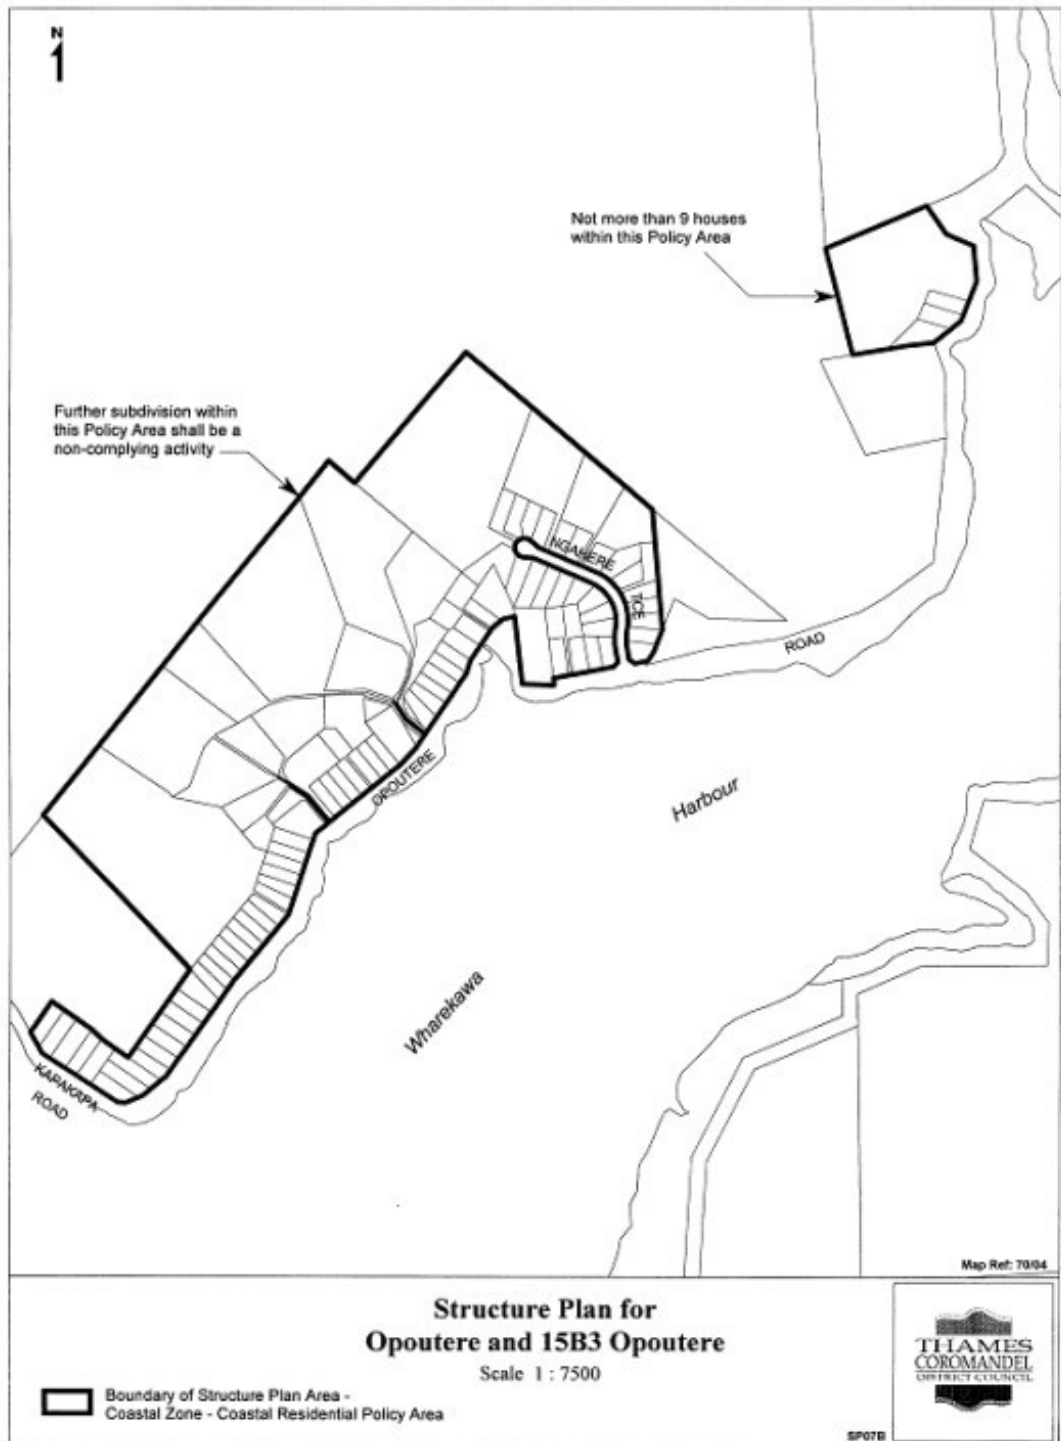 N
Not more than 9 houses
within this Policy Area
Further subdivision within
this Policy Area shall be a
non-complying activity
NGAHERE
TCE
ROAD
OPOUTERE
Harbour
Wharekawa
KAPAKAPA
ROAD
Map Ref: 70/04
Structure Plan for
Opoutere and 15B3 Opoutere
Scale 1 : 7500
Boundary of Structure Plan Area -
Coastal Zone - Coastal Residential Policy Area
THAMES
COROMANDEL
DISTRICT COUNCIL
SP07B